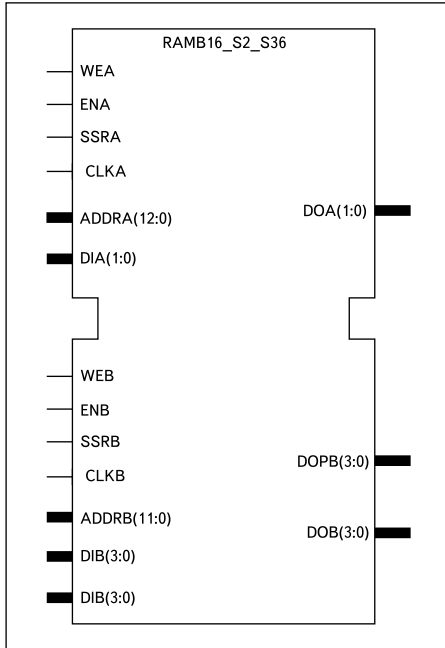 RAMB16_S2_S36
WEA
ENA
SSRA
CLKA
ADDRA(12:0)
DIA(1:0)
DOA(1:0)
WEB
ENB
SSRB
CLKB
ADDRB(11:0)
DIB(3:0)
DIB(3:0)
DOPB(3:0)
DOB(3:0)